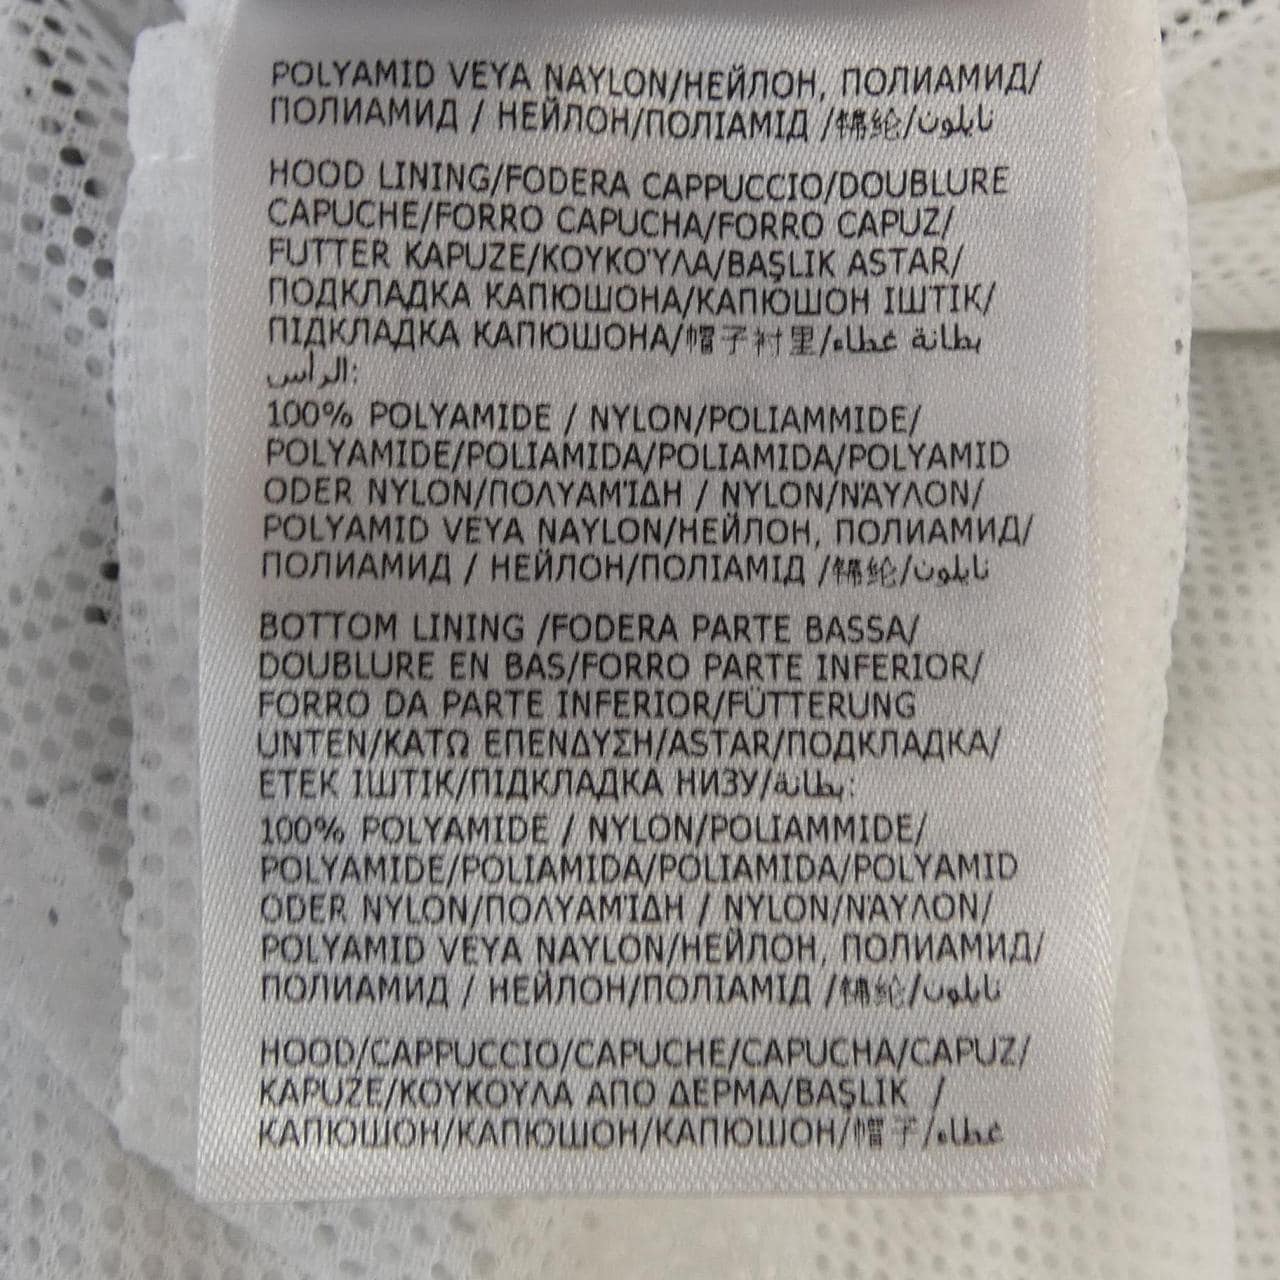 POLYAMID VEYA NAYLON/НЕЙЛОН, ПОЛИАМИД/
ПОЛИАМИД / НЕЙЛОН/ПОЛІАМІД /锦纶/نايلون
HOOD LINING/FODERA CAPPUCCIO/DOUBLURE
CAPUCHE/FORRO CAPUCHA/FORRO CAPUZ/
FUTTER KAPUZE/ΚΟΥΚΟΎΛΑ/BAŞLIK ASTAR/
ПОДКЛАДКА КАПЮШОНА/КАПЮШОН ІШТІК/
ПІДКЛАДКА КАПЮШОНА/帽子衬里/بطانة غطاء
الرأس:
100% POLYAMIDE / NYLON/POLIAMMIDE/
POLYAMIDE/POLIAMIDA/POLIAMIDA/POLYAMID
ODER NYLON/ΠΟΛΥΑΜΊΔΗ / NYLON/ΝΆΥΛΟΝ/
POLYAMID VEYA NAYLON/НЕЙЛОН, ПОЛИАМИД/
ПОЛИАМИД / НЕЙЛОН/ПОЛІАМІД /锦纶/نايلون
BOTTOM LINING /FODERA PARTE BASSA/
DOUBLURE EN BAS/FORRO PARTE INFERIOR/
FORRO DA PARTE INFERIOR/FÜTTERUNG
UNTEN/ΚΑΤΩ ΕΠΕΝΔΥΣΗ/ASTAR/ПОДКЛАДКА/
ЕТЕК ІШТІК/ПІДКЛАДКА НИЗУ/بطانة:
100% POLYAMIDE / NYLON/POLIAMMIDE/
POLYAMIDE/POLIAMIDA/POLIAMIDA/POLYAMID
ODER NYLON/ΠΟΛΥΑΜΊΔΗ / NYLON/ΝΆΥΛΟΝ/
POLYAMID VEYA NAYLON/НЕЙЛОН, ПОЛИАМИД/
ПОЛИАМИД / НЕЙЛОН/ПОЛІАМІД /锦纶/نايلون
HOOD/CAPPUCCIO/CAPUCHE/CAPUCHA/CAPUZ/
KAPUZE/ΚΟΥΚΟΥΛΑ ΑΠΟ ΔΕΡΜΑ/BAŞLIK /
КАПЮШОН/КАПЮШОН/КАПЮШОН/帽子/غطاء